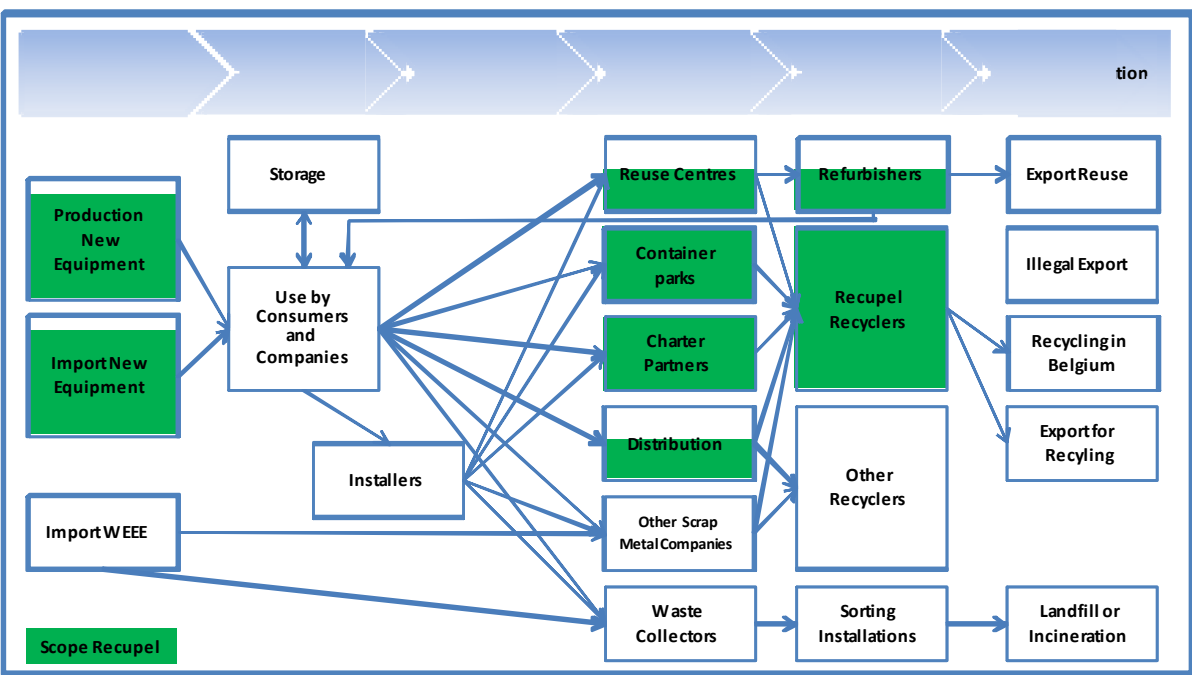 tion
Storage
Reuse Centres
Refurbishers
Export Reuse
Production
New
Equipment
Container
parks
Illegal Export
Use by
Consumers
and
Companies
Recupel
Recyclers
Import New
Equipment
Charter
Partners
Recycling in
Belgium
Distribution
Export for
Recyling
Installers
Other
Recyclers
Import WEEE
Other Scrap
Metal Companies
Waste
Collectors
Sorting
Installations
Landfill or
Incineration
Scope Recupel